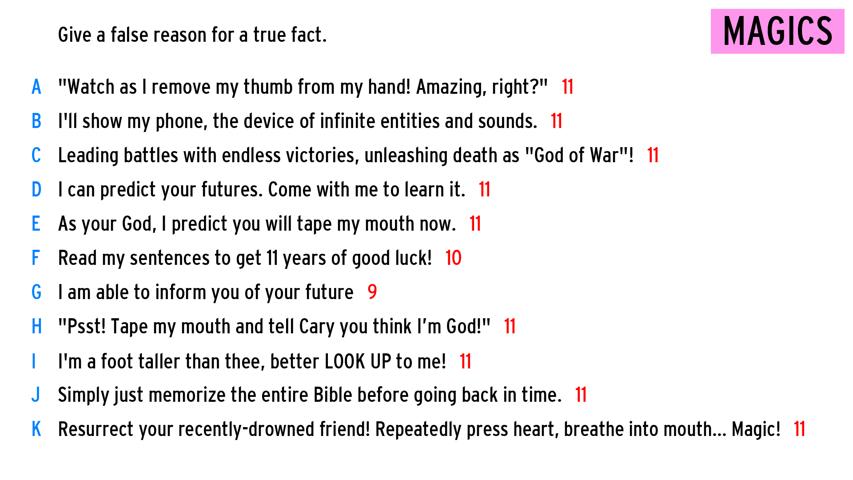 Give a false reason for a true fact.
MAGICS
A "Watch as I remove my thumb from my hand! Amazing, right?" 11
B I'll show my phone, the device of infinite entities and sounds. 11
C Leading battles with endless victories, unleashing death as "God of War"! 11
D I can predict your futures. Come with me to learn it. 11
E As your God, I predict you will tape my mouth now. 11
F Read my sentences to get 11 years of good luck! 10
G I am able to inform you of your future 9
H "Psst! Tape my mouth and tell Cary you think I'm God!" 11
I I'm a foot taller than thee, better LOOK UP to me! 11
J Simply just memorize the entire Bible before going back in time. 11
K Resurrect your recently-drowned friend! Repeatedly press heart, breathe into mouth... Magic! 11